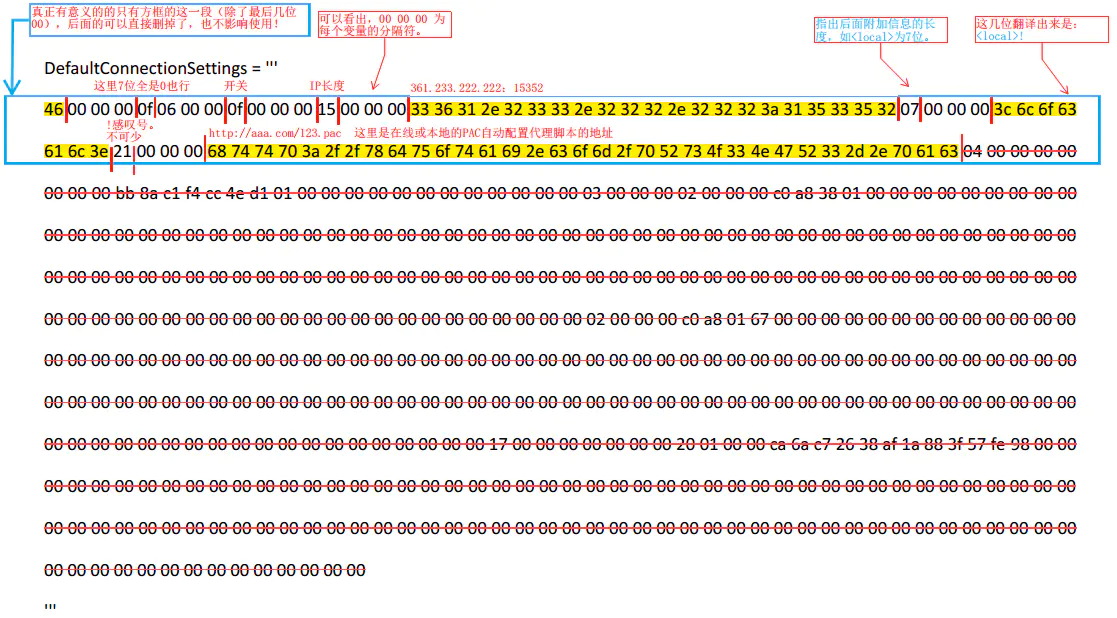 真正有意义的的只有方框的这一段（除了最后几位
00），后面的可以直接删掉了，也不影响使用！
可以看出，00 00 00 为
每个变量的分隔符。
指出后面附加信息的长
度，如<local>为7位。
这几位翻译出来是：
<local>!
DefaultConnectionSettings = '''
这里7位全是0也行 开关 IP长度 361.233.222.222：15352
46 00 00 00 0f 06 00 00 0f 00 00 00 15 00 00 00 33 36 31 2e 32 33 33 2e 32 32 32 2e 32 32 32 3a 31 35 33 35 32 07 00 00 00 3c 6c 6f 63
!感叹号。
不可少
http://aaa.com/123.pac 这里是在线或本地的PAC自动配置代理脚本的地址
61 6c 3e 21 00 00 00 68 74 74 70 3a 2f 2f 78 64 75 6f 74 61 69 2e 63 6f 6d 2f 70 52 73 4f 33 4e 47 52 33 2d 2e 70 61 63 04 00 00 00 00
00 00 00 bb 8a c1 f4 cc 4e d1 01 00 00 00 00 00 00 00 00 00 00 00 00 03 00 00 00 02 00 00 00 c0 a8 38 01 00 00 00 00 00 00 00 00 00
00 00 00 00 00 00 00 00 00 00 00 00 00 00 00 00 00 00 00 00 00 00 00 00 00 00 00 00 00 00 00 00 00 00 00 00 00 00 00 00 00 00 00 00
00 00 00 00 00 00 00 00 00 00 00 00 00 00 00 00 00 00 00 00 00 00 00 00 00 00 00 00 00 00 00 00 00 00 00 00 00 00 00 00 00 00 00 00
00 00 00 00 00 00 00 00 00 00 00 00 00 00 00 00 00 00 00 00 00 00 00 02 00 00 00 c0 a8 01 67 00 00 00 00 00 00 00 00 00 00 00 00 00
00 00 00 00 00 00 00 00 00 00 00 00 00 00 00 00 00 00 00 00 00 00 00 00 00 00 00 00 00 00 00 00 00 00 00 00 00 00 00 00 00 00 00 00
00 00 00 00 00 00 00 00 00 00 00 00 00 00 00 00 00 00 00 00 00 00 00 00 00 00 00 00 00 00 00 00 00 00 00 00 00 00 00 00 00 00 00 00
00 00 00 00 00 00 00 00 00 00 00 00 00 00 00 00 00 00 00 17 00 00 00 00 00 00 00 20 01 00 00 ca 6a c7 26 38 af 1a 88 3f 57 fe 98 00 00
00 00 00 00 00 00 00 00 00 00 00 00 00 00 00 00 00 00 00 00 00 00 00 00 00 00 00 00 00 00 00 00 00 00 00 00 00 00 00 00 00 00 00 00
00 00 00 00 00 00 00 00 00 00 00 00 00 00 00 00 00 00 00 00 00 00 00 00 00 00 00 00 00 00 00 00 00 00 00 00 00 00 00 00 00 00 00 00
00 00 00 00 00 00 00 00 00 00 00 00 00 00
'''